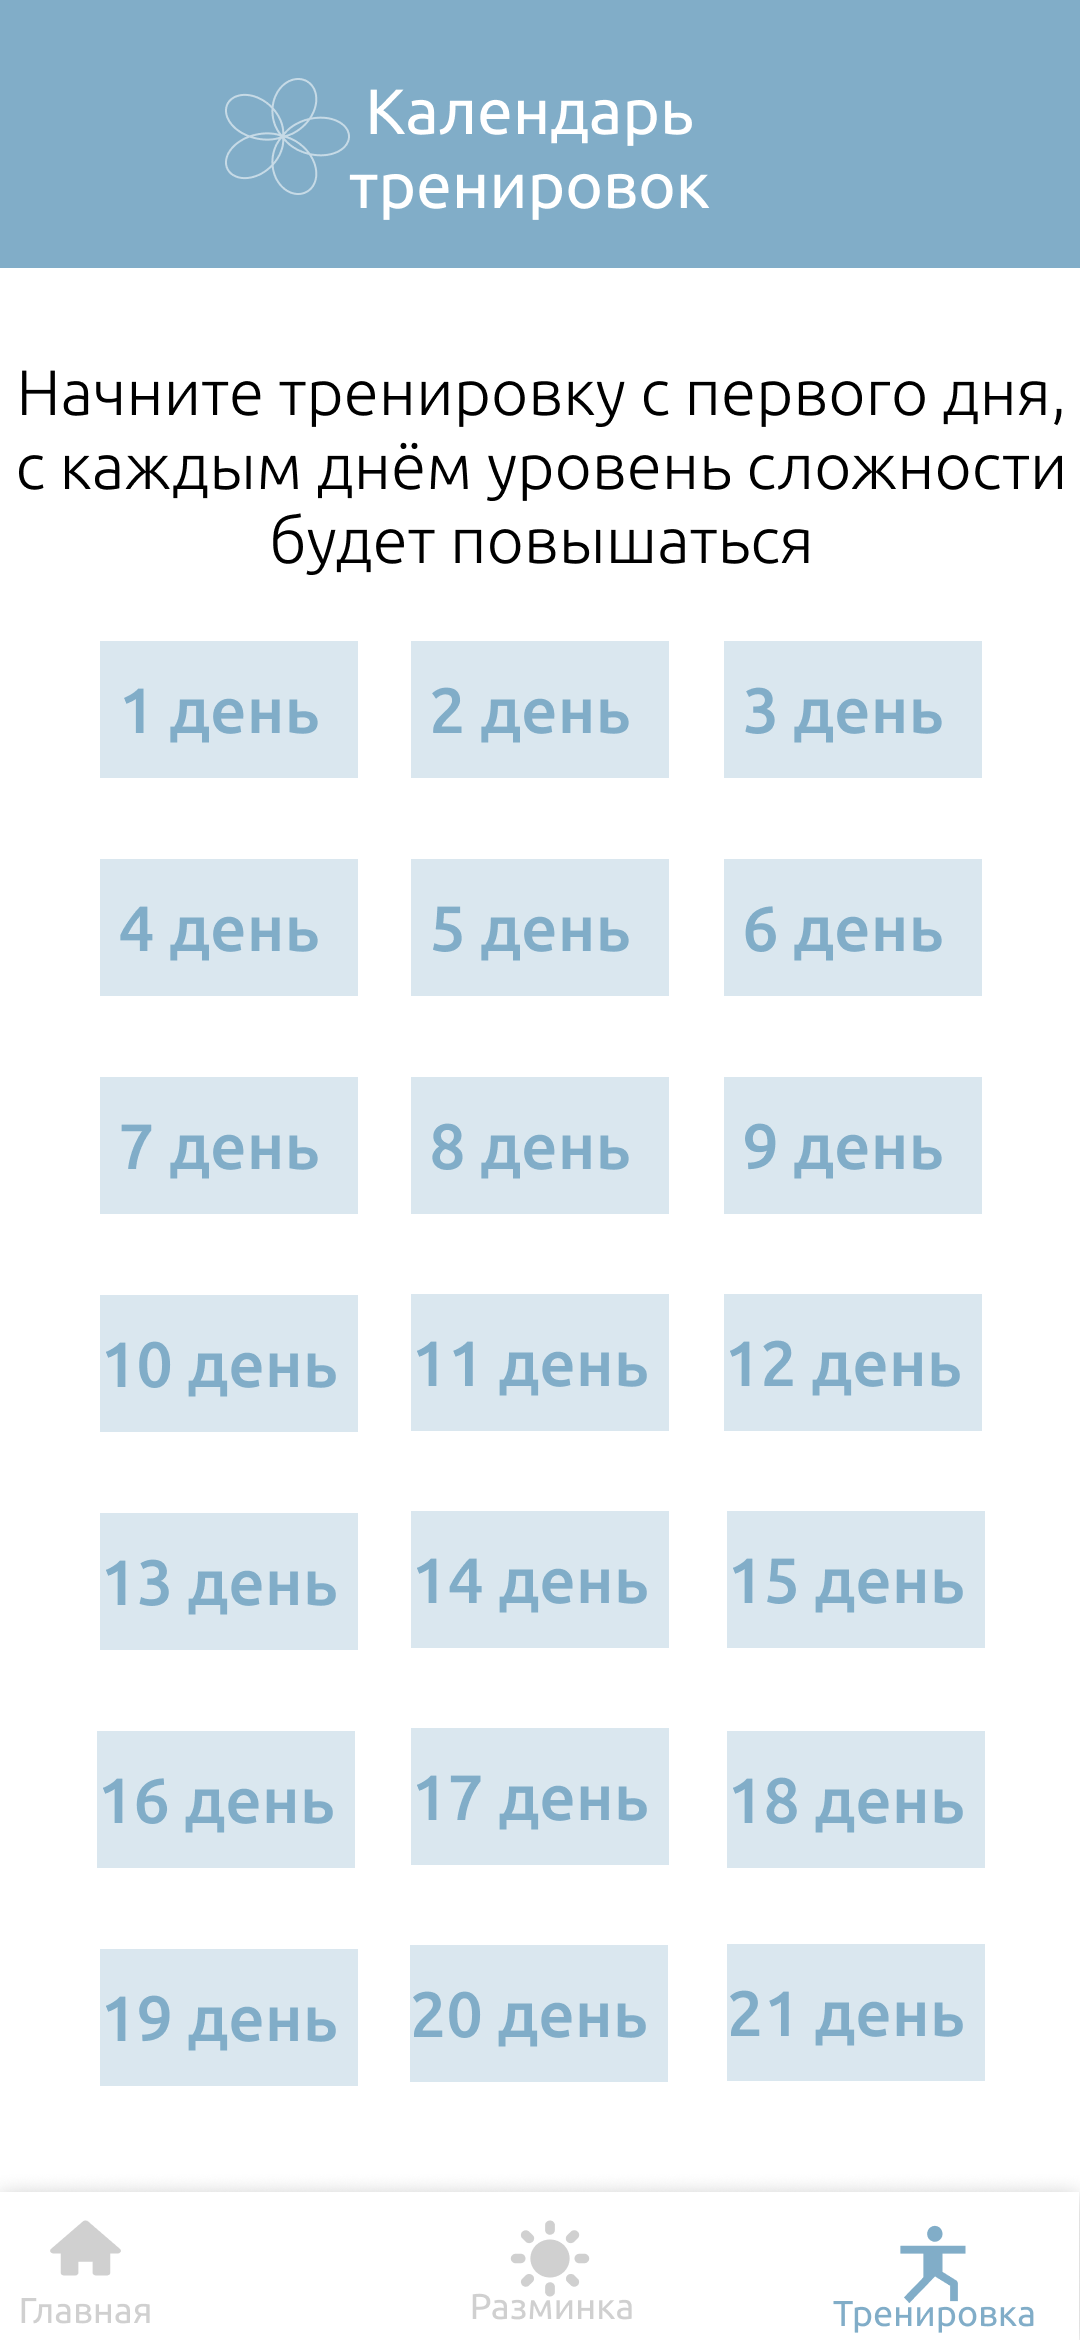 Календарь
тренировок
Начните тренировку с первого дня,
с каждым днём уровень сложности
будет повышаться
1 день
2 день
3 день
4 день
5 день
6 день
7 день
8 день
9 день
10 день
11 день
12 день
13 день
14 день
15 день
16 день
17 день
18 день
19 день
20 день
21 день
Главная
Разминка
Тренировка